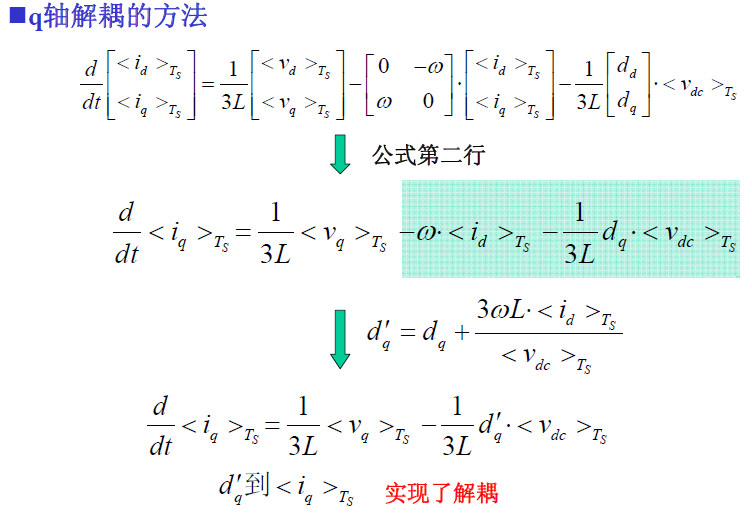 ■q轴解耦的方法
d/dt [<i_d>_{T_S}; <i_q>_{T_S}] = 1/3L [<v_d>_{T_S}; <v_q>_{T_S}] − [0 −ω; ω 0] · [<i_d>_{T_S}; <i_q>_{T_S}] − 1/3L [d_d; d_q] · <v_dc>_{T_S}
公式第二行
d/dt <i_q>_{T_S} = 1/3L <v_q>_{T_S} −ω·<i_d>_{T_S} − 1/3L d_q·<v_dc>_{T_S}
d′_q = d_q + 3ωL·<i_d>_{T_S} / <v_dc>_{T_S}
d/dt <i_q>_{T_S} = 1/3L <v_q>_{T_S} − 1/3L d′_q·<v_dc>_{T_S}
d′_q到<i_q>_{T_S} 实现了解耦